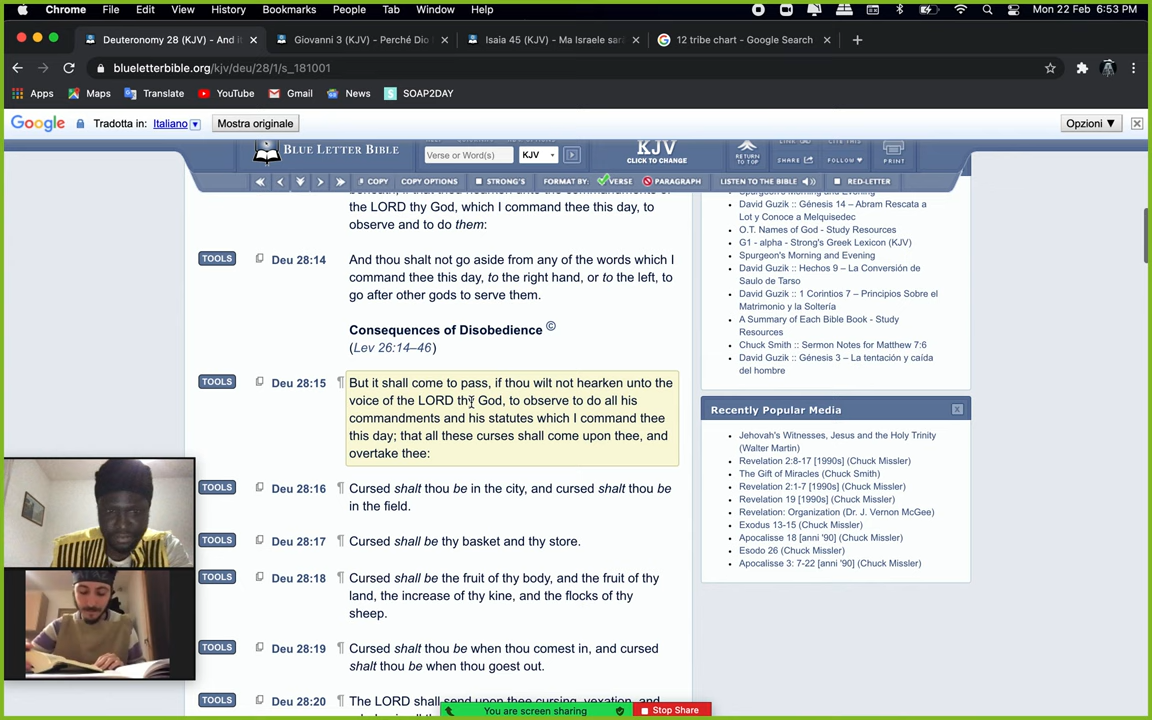 Chrome File Edit View History Bookmarks People Tab Window Help Mon 22 Feb 6:53 PM
Deuteronomy 28 (KJV) - And it Giovanni 3 (KJV) - Perché Dio Isaia 45 (KJV) - Ma Israele sar 12 tribe chart - Google Search
blueletterbible.org/kjv/deu/28/1/s_181001
Apps Maps Translate YouTube Gmail News SOAP2DAY
Google Tradotta in: Italiano Mostra originale Opzioni ▼
BLUE LETTER BIBLE
Verse or Word(s) KJV
KJV
CLICK TO CHANGE
RETURN
TO TOP
SHARE
CITE THIS
FOLLOW
PRINT
COPY COPY OPTIONS STRONG'S FORMAT BY: VERSE PARAGRAPH LISTEN TO THE BIBLE RED-LETTER
the LORD thy God, which I command thee this day, to
observe and to do them:
TOOLS Deu 28:14 And thou shalt not go aside from any of the words which I
command thee this day, to the right hand, or to the left, to
go after other gods to serve them.
Consequences of Disobedience ©
(Lev 26:14–46)
TOOLS Deu 28:15 ¶ But it shall come to pass, if thou wilt not hearken unto the
voice of the LORD thy God, to observe to do all his
commandments and his statutes which I command thee
this day; that all these curses shall come upon thee, and
overtake thee:
TOOLS Deu 28:16 ¶ Cursed shalt thou be in the city, and cursed shalt thou be
in the field.
TOOLS Deu 28:17 ¶ Cursed shall be thy basket and thy store.
TOOLS Deu 28:18 ¶ Cursed shall be the fruit of thy body, and the fruit of thy
land, the increase of thy kine, and the flocks of thy
sheep.
TOOLS Deu 28:19 ¶ Cursed shalt thou be when thou comest in, and cursed
shalt thou be when thou goest out.
TOOLS Deu 28:20 ¶ The LORD shall send upon thee cursing, vexation, and
Spurgeon's Morning and Evening
David Guzik :: Génesis 14 – Abram Rescata a
Lot y Conoce a Melquisedec
O.T. Names of God - Study Resources
G1 - alpha - Strong's Greek Lexicon (KJV)
Spurgeon's Morning and Evening
David Guzik :: Hechos 9 – La Conversión de
Saulo de Tarso
David Guzik :: 1 Corintios 7 – Principios Sobre el
Matrimonio y la Soltería
A Summary of Each Bible Book - Study
Resources
Chuck Smith :: Sermon Notes for Matthew 7:6
David Guzik :: Génesis 3 – La tentación y caída
del hombre
Recently Popular Media
Jehovah's Witnesses, Jesus and the Holy Trinity
(Walter Martin)
Revelation 2:8-17 [1990s] (Chuck Missler)
The Gift of Miracles (Chuck Smith)
Revelation 2:1-7 [1990s] (Chuck Missler)
Revelation 19 [1990s] (Chuck Missler)
Revelation: Organization (Dr. J. Vernon McGee)
Exodus 13-15 (Chuck Missler)
Apocalisse 18 [anni '90] (Chuck Missler)
Esodo 26 (Chuck Missler)
Apocalisse 3: 7-22 [anni '90] (Chuck Missler)
You are screen sharing Stop Share